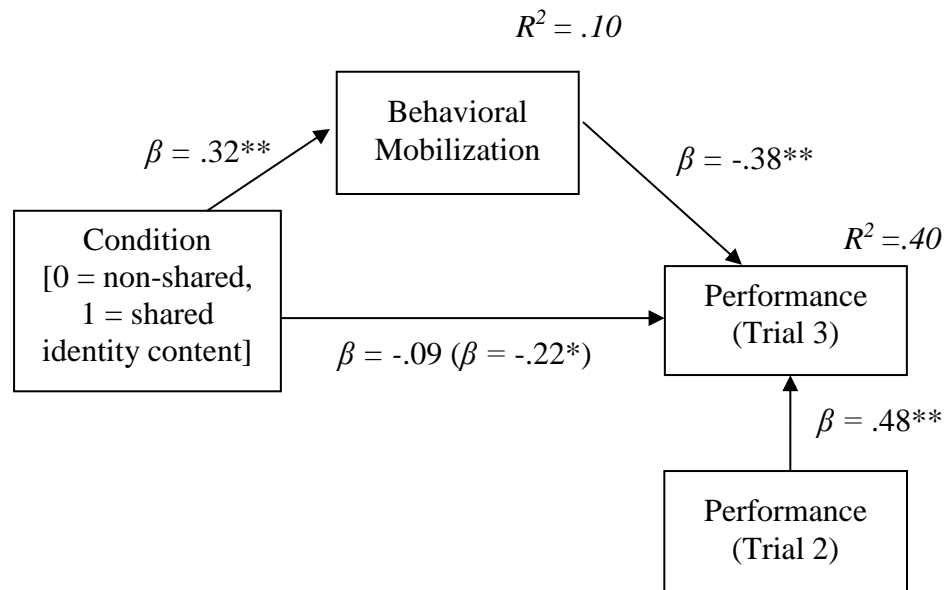 R² = .10
Behavioral
Mobilization
β = .32**
β = -.38**
Condition
[0 = non-shared,
1 = shared
identity content]
R² =.40
Performance
(Trial 3)
β = -.09 (β = -.22*)
β = .48**
Performance
(Trial 2)